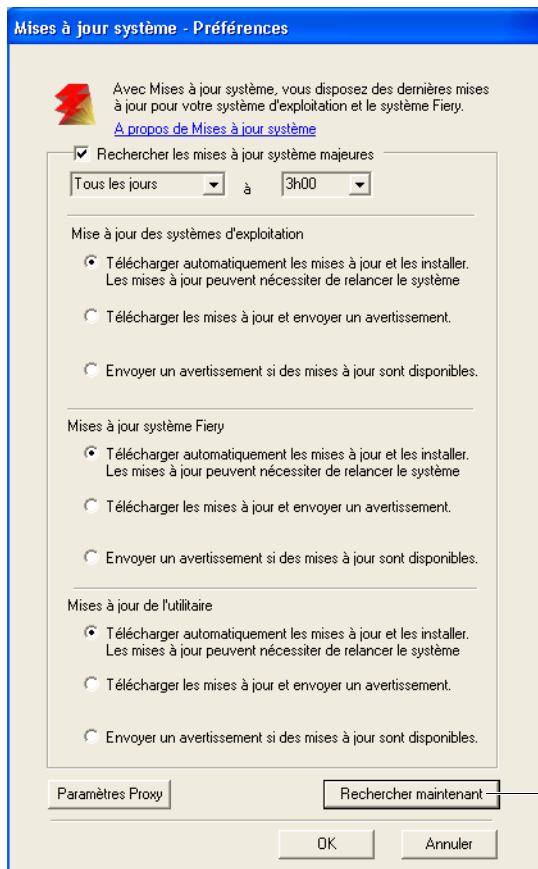 Mises à jour système - Préférences
Avec Mises à jour système, vous disposez des dernières mises
à jour pour votre système d'exploitation et le système Fiery.
A propos de Mises à jour système
Rechercher les mises à jour système majeures
Tous les jours à 3h00
Mise à jour des systèmes d'exploitation
Télécharger automatiquement les mises à jour et les installer.
Les mises à jour peuvent nécessiter de relancer le système
Télécharger les mises à jour et envoyer un avertissement.
Envoyer un avertissement si des mises à jour sont disponibles.
Mises à jour système Fiery
Télécharger automatiquement les mises à jour et les installer.
Les mises à jour peuvent nécessiter de relancer le système
Télécharger les mises à jour et envoyer un avertissement.
Envoyer un avertissement si des mises à jour sont disponibles.
Mises à jour de l'utilitaire
Télécharger automatiquement les mises à jour et les installer.
Les mises à jour peuvent nécessiter de relancer le système
Télécharger les mises à jour et envoyer un avertissement.
Envoyer un avertissement si des mises à jour sont disponibles.
Paramètres Proxy Rechercher maintenant
OK Annuler